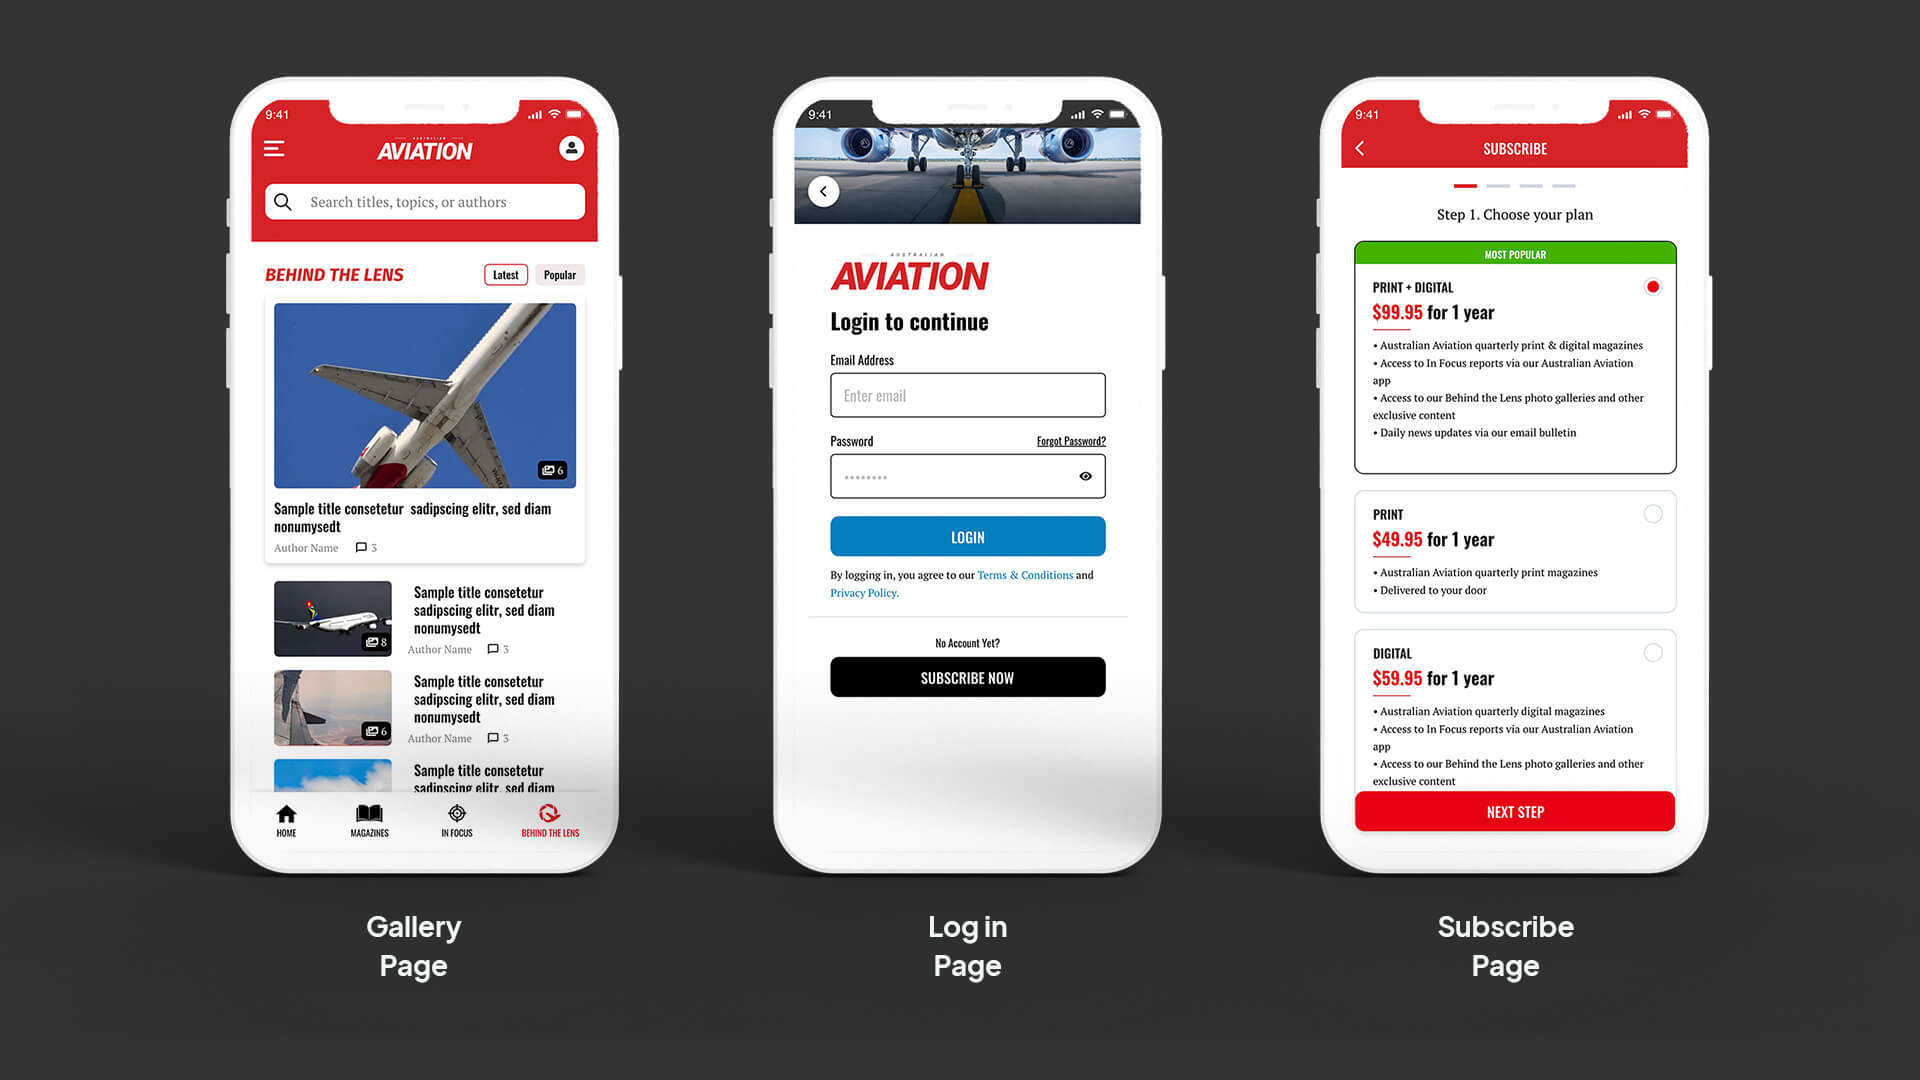 9:41
AUSTRALIAN
AVIATION
Search titles, topics, or authors
BEHIND THE LENS
Latest
Popular
6
Sample title consetetur sadipscing elitr, sed diam
nonumysedt
Author Name
3
Sample title consetetur
sadipscing elitr, sed diam
nonumysedt
8
Author Name
3
Sample title consetetur
sadipscing elitr, sed diam
nonumysedt
6
Author Name
3
Sample title consetetur
sadipscing elitr, sed diam
HOME
MAGAZINES
IN FOCUS
BEHIND THE LENS
Gallery
Page
9:41
AUSTRALIAN
AVIATION
Login to continue
Email Address
Enter email
Password
Forgot Password?
LOGIN
By logging in, you agree to our Terms & Conditions and
Privacy Policy.
No Account Yet?
SUBSCRIBE NOW
Log in
Page
9:41
SUBSCRIBE
Step 1. Choose your plan
MOST POPULAR
PRINT + DIGITAL
$99.95 for 1 year
• Australian Aviation quarterly print & digital magazines
• Access to In Focus reports via our Australian Aviation
app
• Access to our Behind the Lens photo galleries and other
exclusive content
• Daily news updates via our email bulletin
PRINT
$49.95 for 1 year
• Australian Aviation quarterly print magazines
• Delivered to your door
DIGITAL
$59.95 for 1 year
• Australian Aviation quarterly digital magazines
• Access to In Focus reports via our Australian Aviation
app
• Access to our Behind the Lens photo galleries and other
exclusive content
NEXT STEP
Subscribe
Page